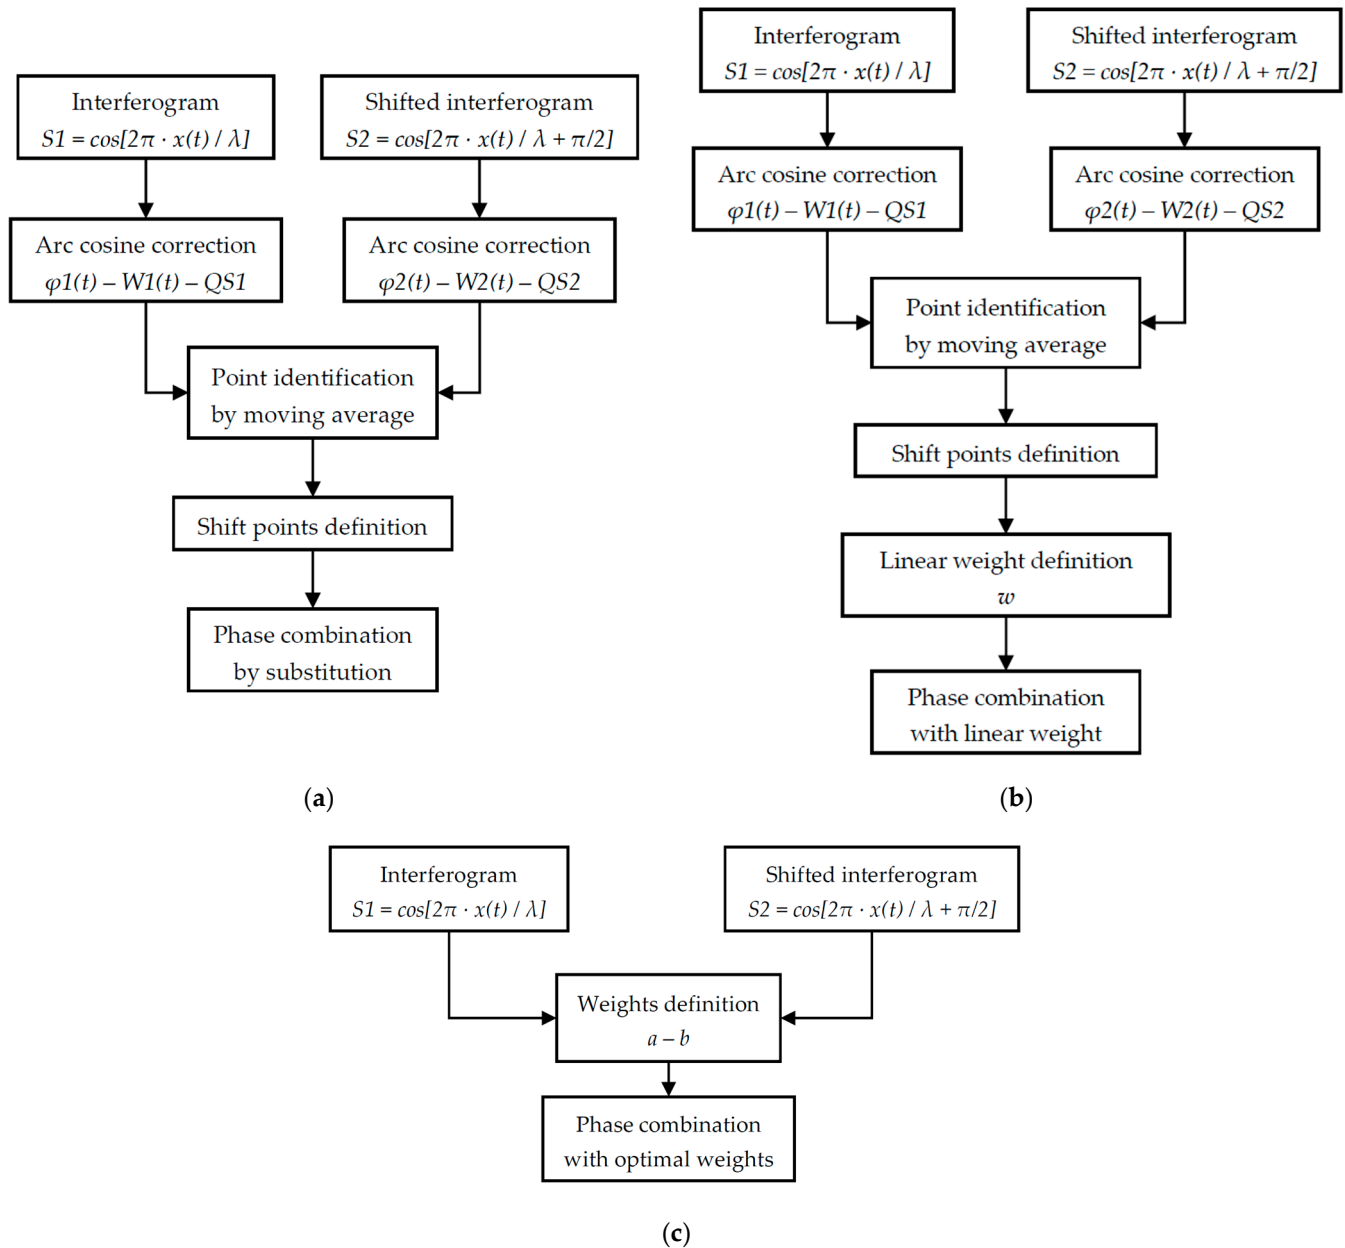 Interferogram
S1 = cos[2π · x(t) / λ]
Shifted interferogram
S2 = cos[2π · x(t) / λ + π/2]
Arc cosine correction
φ1(t) – W1(t) – QS1
Arc cosine correction
φ2(t) – W2(t) – QS2
Point identification
by moving average
Shift points definition
Phase combination
by substitution
(a)
Interferogram
S1 = cos[2π · x(t) / λ]
Shifted interferogram
S2 = cos[2π · x(t) / λ + π/2]
Arc cosine correction
φ1(t) – W1(t) – QS1
Arc cosine correction
φ2(t) – W2(t) – QS2
Point identification
by moving average
Shift points definition
Linear weight definition
w
Phase combination
with linear weight
(b)
Interferogram
S1 = cos[2π · x(t) / λ]
Shifted interferogram
S2 = cos[2π · x(t) / λ + π/2]
Weights definition
a – b
Phase combination
with optimal weights
(c)